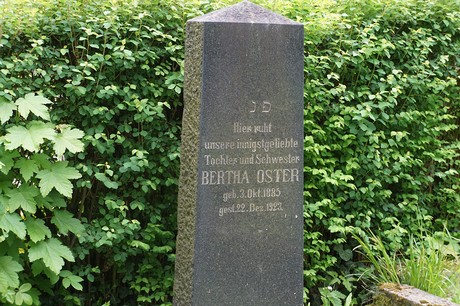 Hier ruht
unsere innigstgeliebte
Tochter und Schwester
BERTHA OSTER
geb. 3. Okt. 1885
gest. 22. Dez. 1923.